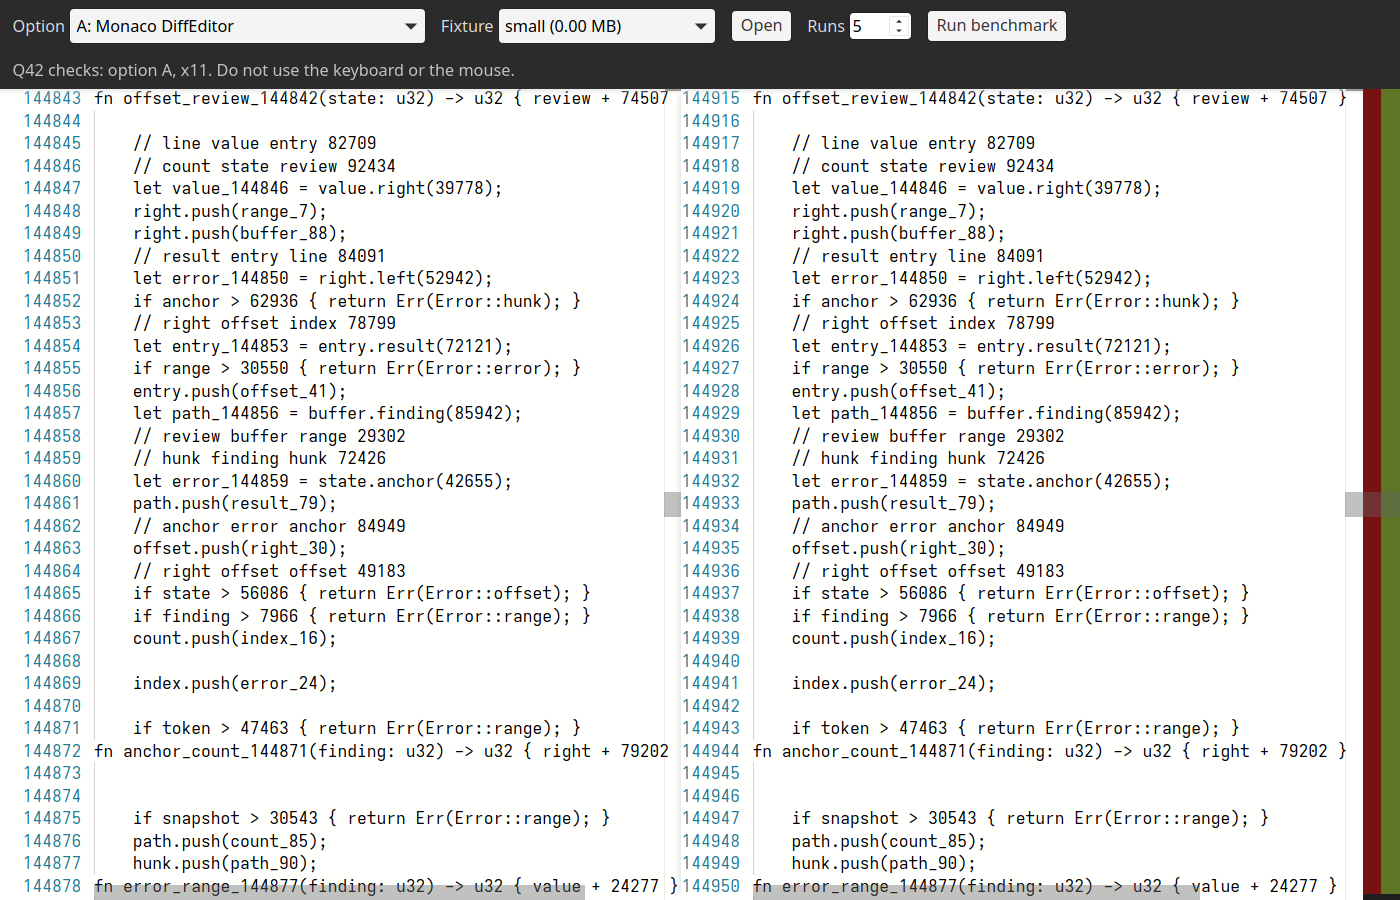 Option A: Monaco DiffEditor Fixture small (0.00 MB) Open Runs 5 Run benchmark
Q42 checks: option A, x11. Do not use the keyboard or the mouse.
144843 fn offset_review_144842(state: u32) -> u32 { review + 74507
144844
144845 // line value entry 82709
144846 // count state review 92434
144847 let value_144846 = value.right(39778);
144848 right.push(range_7);
144849 right.push(buffer_88);
144850 // result entry line 84091
144851 let error_144850 = right.left(52942);
144852 if anchor > 62936 { return Err(Error::hunk); }
144853 // right offset index 78799
144854 let entry_144853 = entry.result(72121);
144855 if range > 30550 { return Err(Error::error); }
144856 entry.push(offset_41);
144857 let path_144856 = buffer.finding(85942);
144858 // review buffer range 29302
144859 // hunk finding hunk 72426
144860 let error_144859 = state.anchor(42655);
144861 path.push(result_79);
144862 // anchor error anchor 84949
144863 offset.push(right_30);
144864 // right offset offset 49183
144865 if state > 56086 { return Err(Error::offset); }
144866 if finding > 7966 { return Err(Error::range); }
144867 count.push(index_16);
144868
144869 index.push(error_24);
144870
144871 if token > 47463 { return Err(Error::range); }
144872 fn anchor_count_144871(finding: u32) -> u32 { right + 79202
144873
144874
144875 if snapshot > 30543 { return Err(Error::range); }
144876 path.push(count_85);
144877 hunk.push(path_90);
144878 fn error_range_144877(finding: u32) -> u32 { value + 24277 }
144915 fn offset_review_144842(state: u32) -> u32 { review + 74507 }
144916
144917 // line value entry 82709
144918 // count state review 92434
144919 let value_144846 = value.right(39778);
144920 right.push(range_7);
144921 right.push(buffer_88);
144922 // result entry line 84091
144923 let error_144850 = right.left(52942);
144924 if anchor > 62936 { return Err(Error::hunk); }
144925 // right offset index 78799
144926 let entry_144853 = entry.result(72121);
144927 if range > 30550 { return Err(Error::error); }
144928 entry.push(offset_41);
144929 let path_144856 = buffer.finding(85942);
144930 // review buffer range 29302
144931 // hunk finding hunk 72426
144932 let error_144859 = state.anchor(42655);
144933 path.push(result_79);
144934 // anchor error anchor 84949
144935 offset.push(right_30);
144936 // right offset offset 49183
144937 if state > 56086 { return Err(Error::offset); }
144938 if finding > 7966 { return Err(Error::range); }
144939 count.push(index_16);
144940
144941 index.push(error_24);
144942
144943 if token > 47463 { return Err(Error::range); }
144944 fn anchor_count_144871(finding: u32) -> u32 { right + 79202 }
144945
144946
144947 if snapshot > 30543 { return Err(Error::range); }
144948 path.push(count_85);
144949 hunk.push(path_90);
144950 fn error_range_144877(finding: u32) -> u32 { value + 24277 }